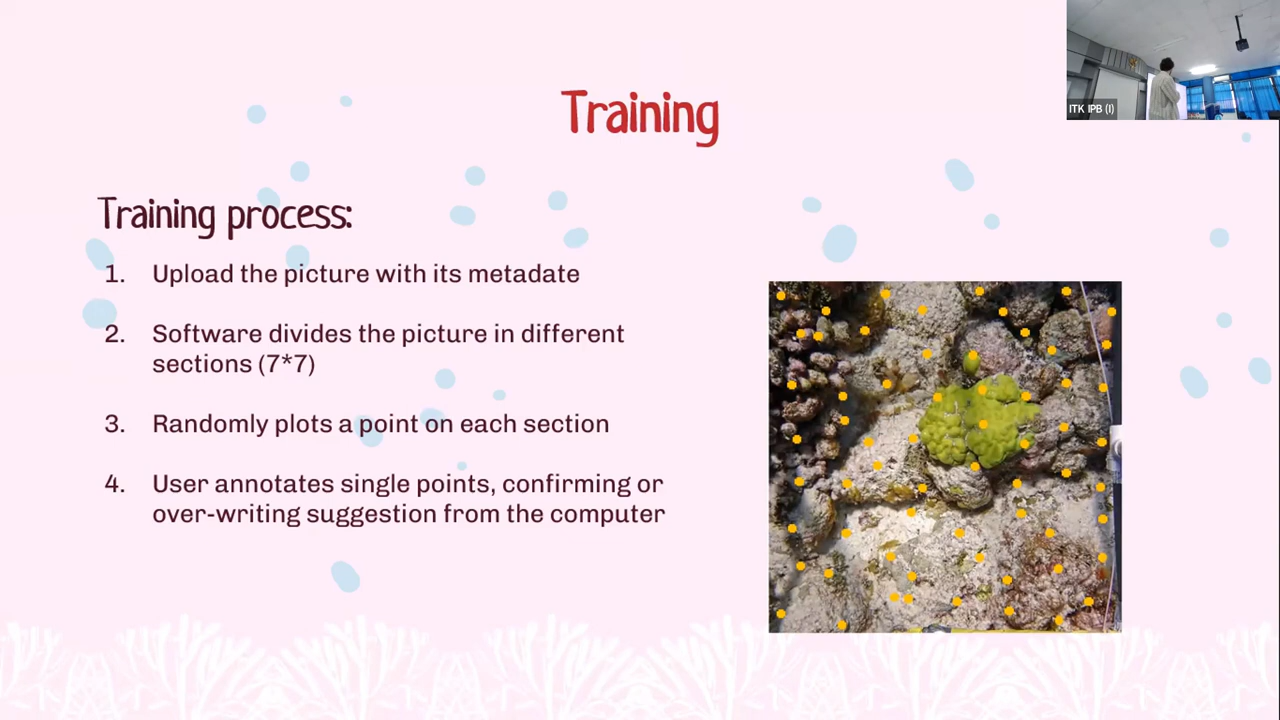 ITK IPB (I)
Training
Training process:
1. Upload the picture with its metadate
2. Software divides the picture in different
sections (7*7)
3. Randomly plots a point on each section
4. User annotates single points, confirming or
over-writing suggestion from the computer